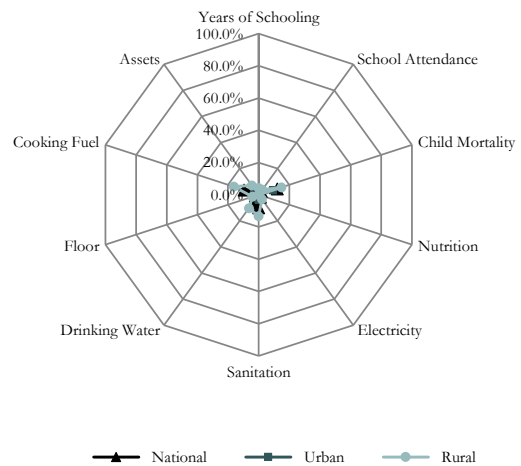 Years of Schooling
100.0%
80.0%
60.0%
40.0%
20.0%
0.0%
School Attendance
Child Mortality
Nutrition
Electricity
Sanitation
Drinking Water
Floor
Cooking Fuel
Assets
National Urban Rural